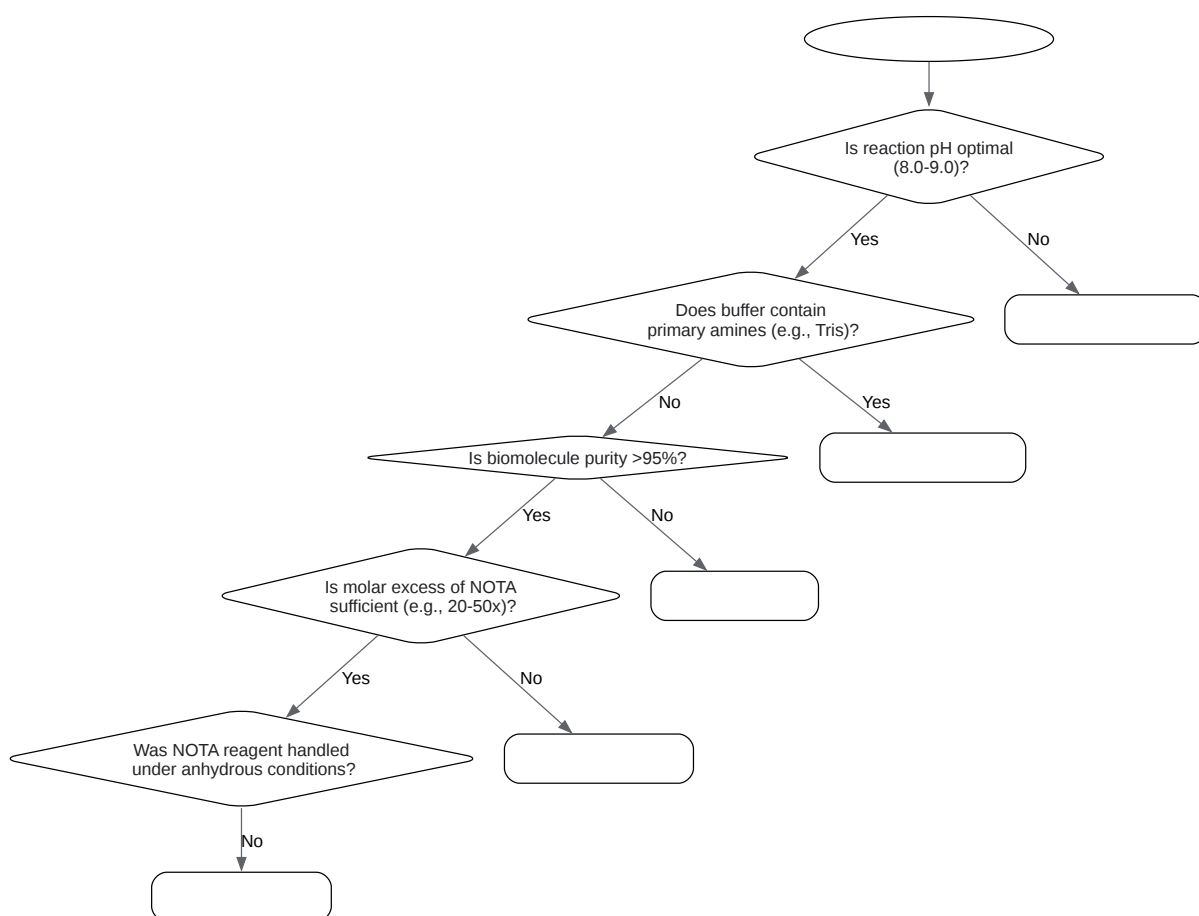 Is reaction pH optimal
(8.0-9.0)?
Yes
No
Does buffer contain
primary amines (e.g., Tris)?
No
Yes
Is biomolecule purity >95%?
Yes
No
Is molar excess of NOTA
sufficient (e.g., 20-50x)?
Yes
No
Was NOTA reagent handled
under anhydrous conditions?
No